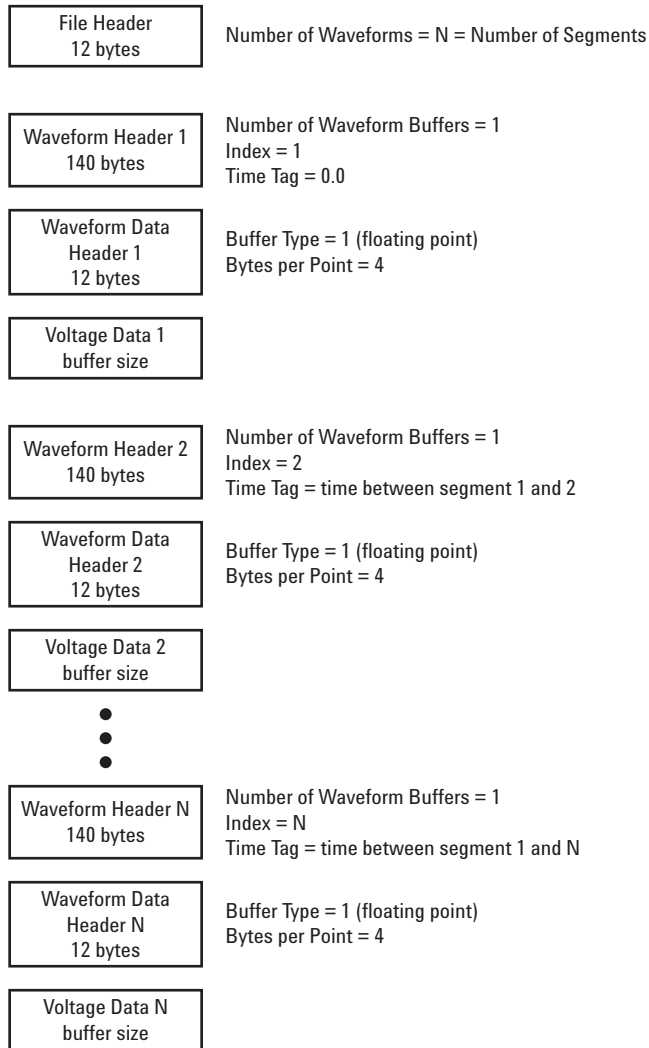 File Header
12 bytes
Number of Waveforms = N = Number of Segments
Waveform Header 1
140 bytes
Number of Waveform Buffers = 1
Index = 1
Time Tag = 0.0
Waveform Data
Header 1
12 bytes
Buffer Type = 1 (floating point)
Bytes per Point = 4
Voltage Data 1
buffer size
Waveform Header 2
140 bytes
Number of Waveform Buffers = 1
Index = 2
Time Tag = time between segment 1 and 2
Waveform Data
Header 2
12 bytes
Buffer Type = 1 (floating point)
Bytes per Point = 4
Voltage Data 2
buffer size
Waveform Header N
140 bytes
Number of Waveform Buffers = 1
Index = N
Time Tag = time between segment 1 and N
Waveform Data
Header N
12 bytes
Buffer Type = 1 (floating point)
Bytes per Point = 4
Voltage Data N
buffer size